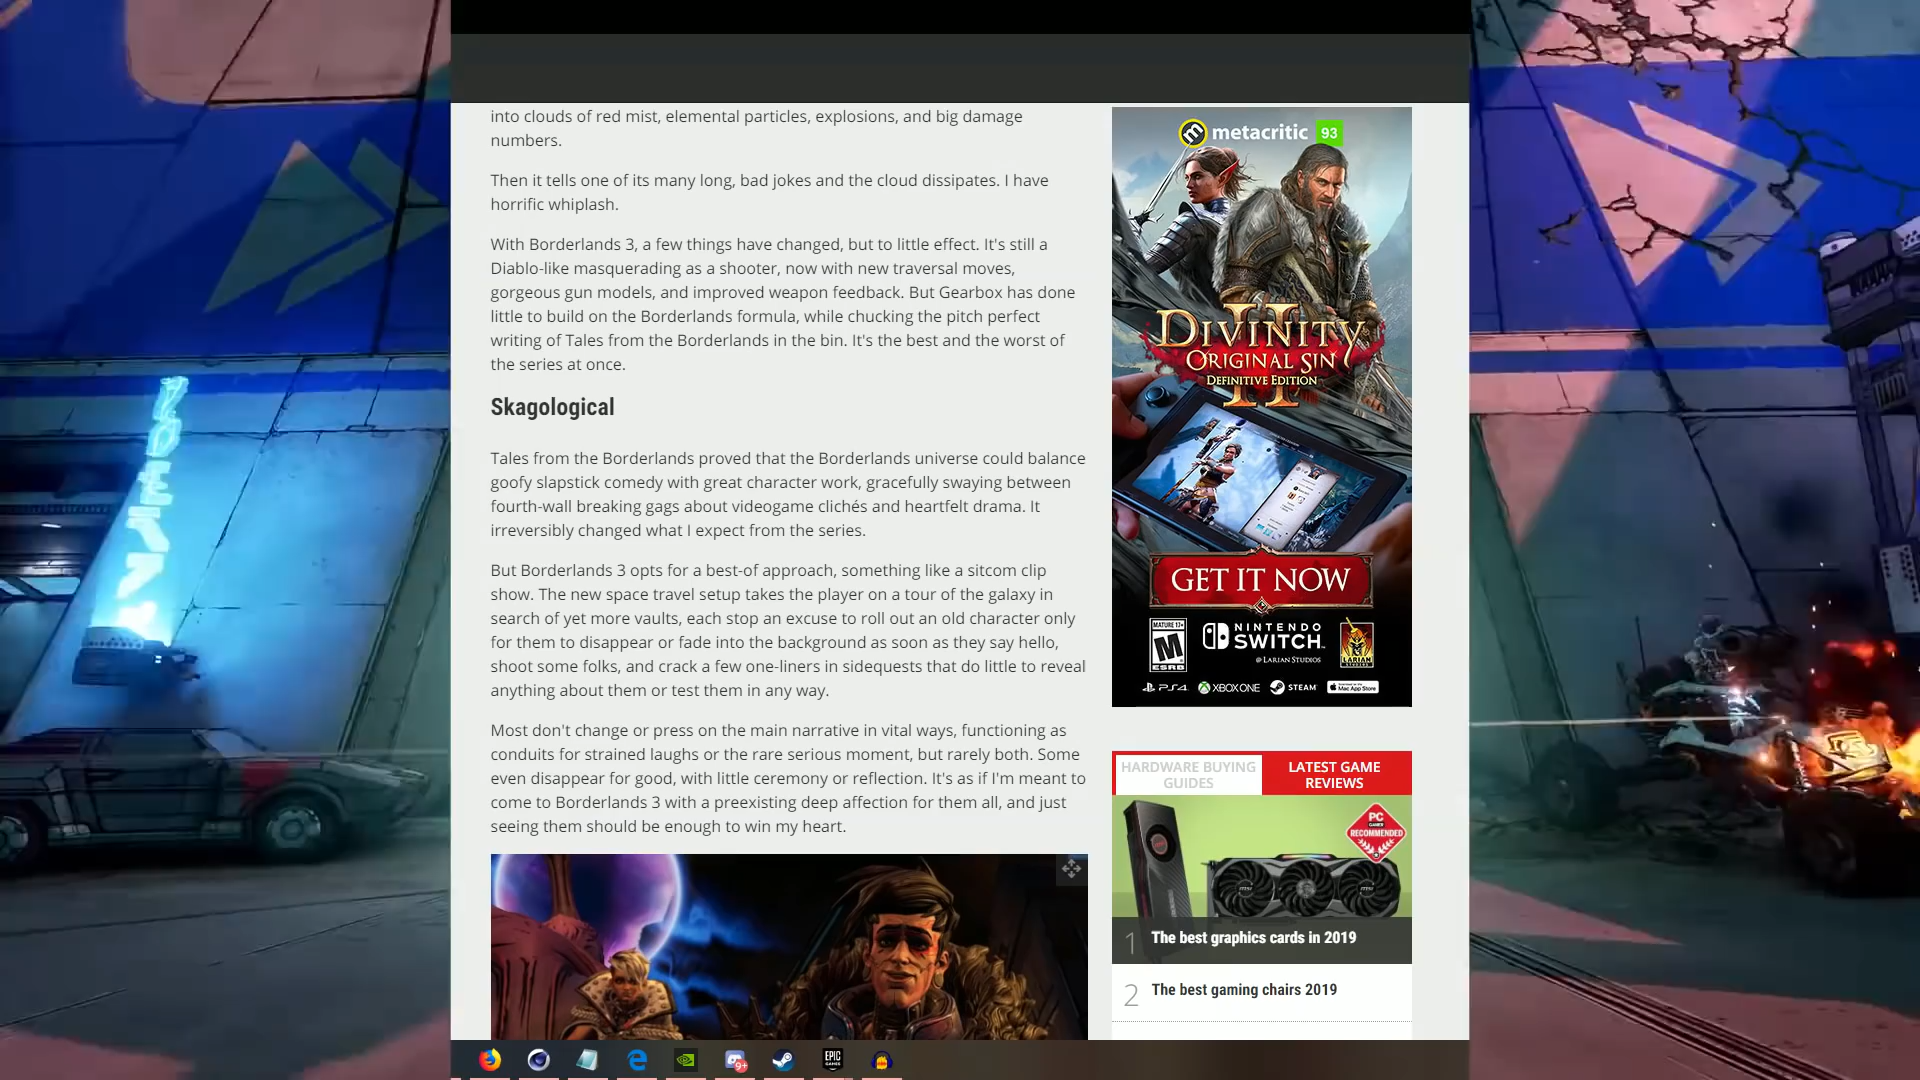 into clouds of red mist, elemental particles, explosions, and big damage
numbers.
Then it tells one of its many long, bad jokes and the cloud dissipates. I have
horrific whiplash.
With Borderlands 3, a few things have changed, but to little effect. It's still a
Diablo-like masquerading as a shooter, now with new traversal moves,
gorgeous gun models, and improved weapon feedback. But Gearbox has done
little to build on the Borderlands formula, while chucking the pitch perfect
writing of Tales from the Borderlands in the bin. It's the best and the worst of
the series at once.
Skagological
Tales from the Borderlands proved that the Borderlands universe could balance
goofy slapstick comedy with great character work, gracefully swaying between
fourth-wall breaking gags about videogame clichés and heartfelt drama. It
irreversibly changed what I expect from the series.
But Borderlands 3 opts for a best-of approach, something like a sitcom clip
show. The new space travel setup takes the player on a tour of the galaxy in
search of yet more vaults, each stop an excuse to roll out an old character only
for them to disappear or fade into the background as soon as they say hello,
shoot some folks, and crack a few one-liners in sidequests that do little to reveal
anything about them or test them in any way.
Most don't change or press on the main narrative in vital ways, functioning as
conduits for strained laughs or the rare serious moment, but rarely both. Some
even disappear for good, with little ceremony or reflection. It's as if I'm meant to
come to Borderlands 3 with a preexisting deep affection for them all, and just
seeing them should be enough to win my heart.
metacritic 93
DIVINITY
ORIGINAL SIN
II
DEFINITIVE EDITION
GET IT NOW
MATURE 17+
M
ESRB
NINTENDO
SWITCH
@ LARIAN STUDIOS
LARIAN
STUDIOS
PS4 XBOX ONE STEAM Mac App Store
HARDWARE BUYING
GUIDES
LATEST GAME
REVIEWS
PC
GAMER
RECOMMENDED
1 The best graphics cards in 2019
2 The best gaming chairs 2019
9+
EPIC
GAMES